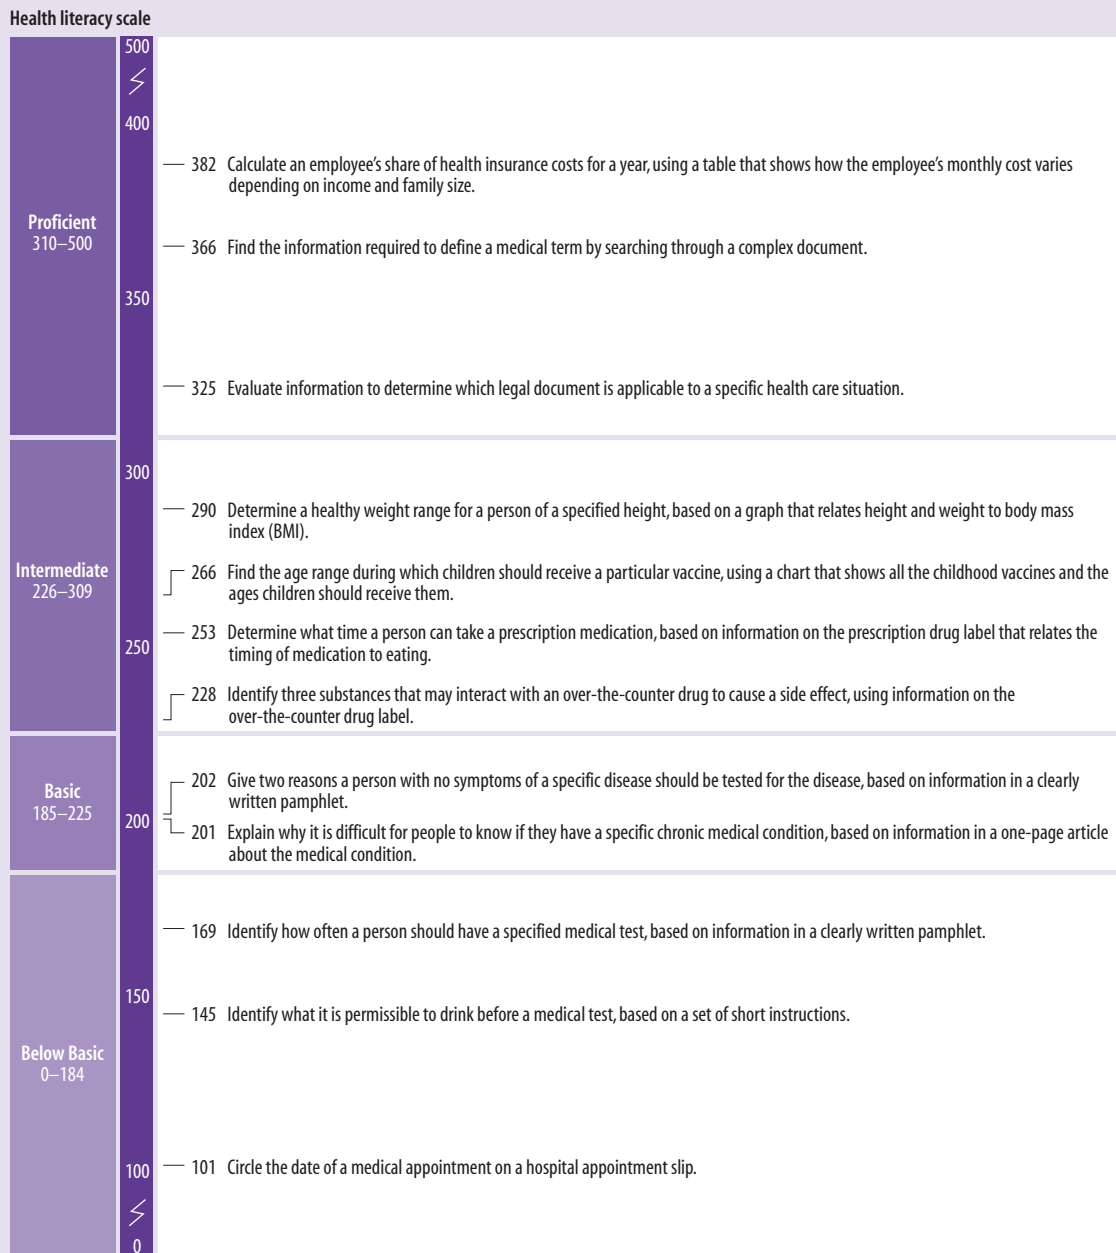 Health literacy scale
500
400
382 Calculate an employee's share of health insurance costs for a year, using a table that shows how the employee's monthly cost varies
depending on income and family size.
Proficient
310–500
366 Find the information required to define a medical term by searching through a complex document.
350
325 Evaluate information to determine which legal document is applicable to a specific health care situation.
300
290 Determine a healthy weight range for a person of a specified height, based on a graph that relates height and weight to body mass
index (BMI).
Intermediate
226–309
266 Find the age range during which children should receive a particular vaccine, using a chart that shows all the childhood vaccines and the
ages children should receive them.
253 Determine what time a person can take a prescription medication, based on information on the prescription drug label that relates the
timing of medication to eating.
250
228 Identify three substances that may interact with an over-the-counter drug to cause a side effect, using information on the
over-the-counter drug label.
Basic
185–225
202 Give two reasons a person with no symptoms of a specific disease should be tested for the disease, based on information in a clearly
written pamphlet.
200
201 Explain why it is difficult for people to know if they have a specific chronic medical condition, based on information in a one-page article
about the medical condition.
169 Identify how often a person should have a specified medical test, based on information in a clearly written pamphlet.
150
145 Identify what it is permissible to drink before a medical test, based on a set of short instructions.
Below Basic
0–184
101 Circle the date of a medical appointment on a hospital appointment slip.
100
0